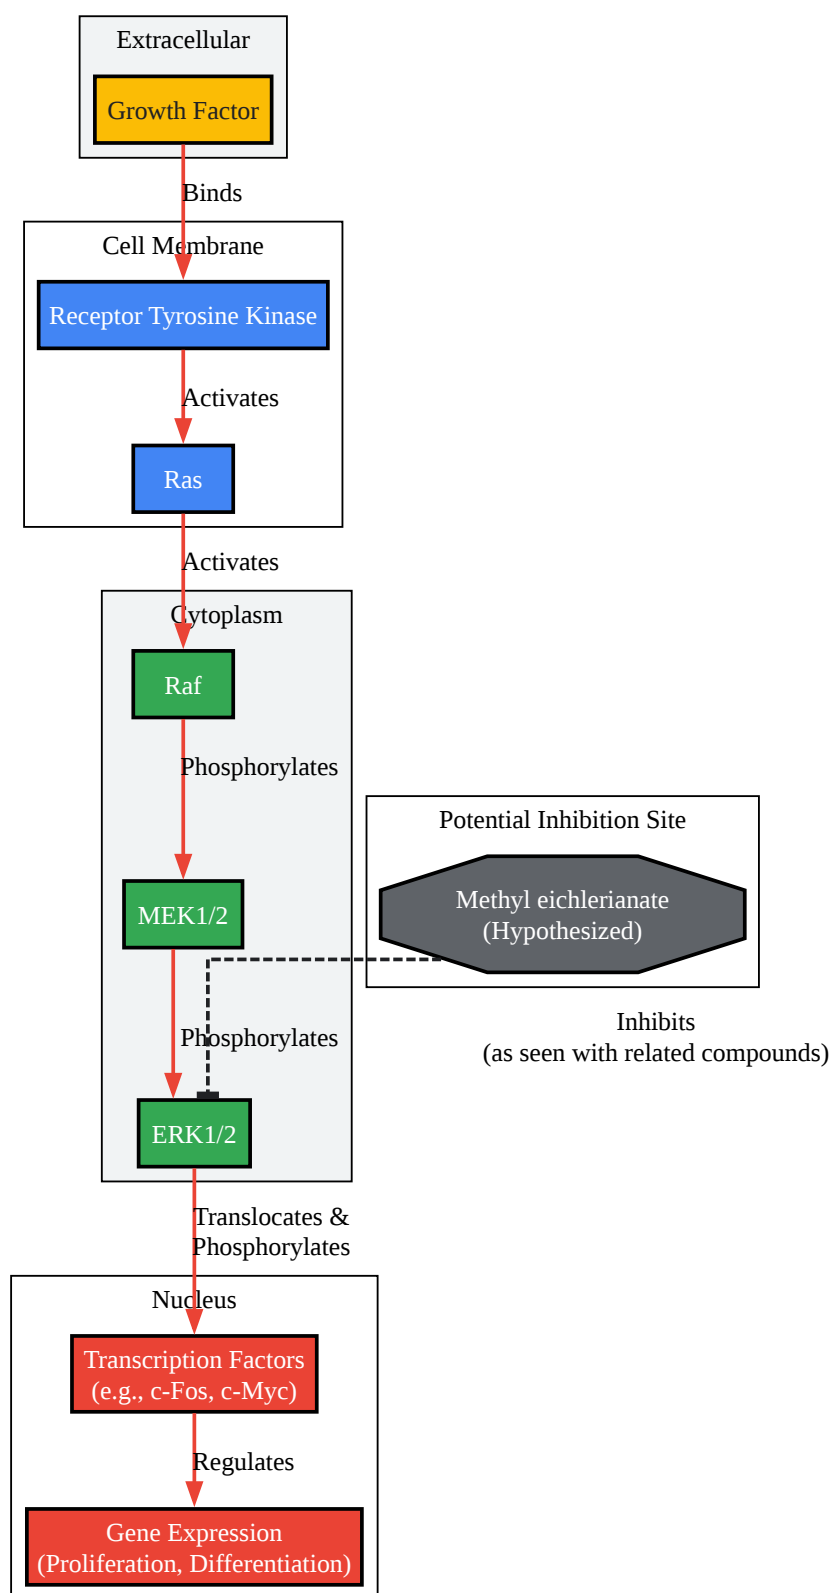 Extracellular
Growth Factor
Binds
Cell Membrane
Receptor Tyrosine Kinase
Activates
Ras
Activates
Cytoplasm
Raf
Phosphorylates
Potential Inhibition Site
Methyl eichlerianate
(Hypothesized)
MEK1/2
Inhibits
(as seen with related compounds)
Phosphorylates
ERK1/2
Translocates &
Phosphorylates
Nucleus
Transcription Factors
(e.g., c-Fos, c-Myc)
Regulates
Gene Expression
(Proliferation, Differentiation)